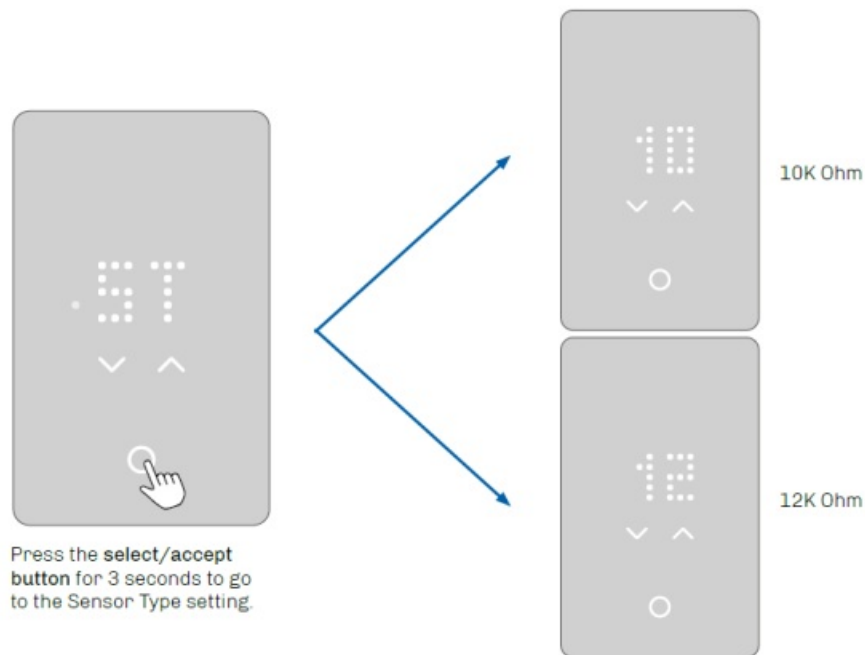 ST
Press the select/accept
button for 3 seconds to go
to the Sensor Type setting.
10
10K Ohm
12
12K Ohm